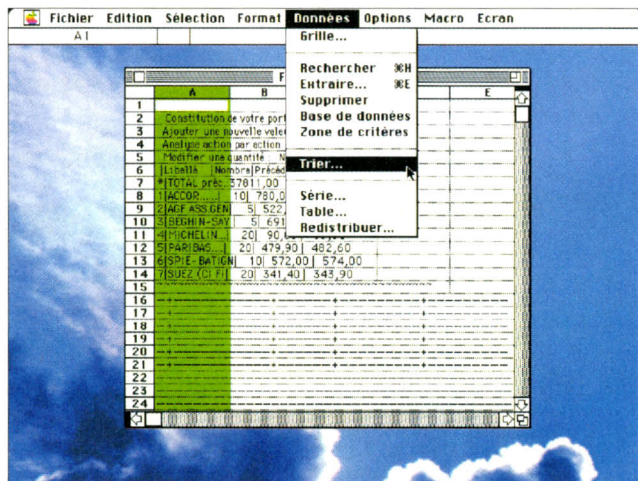 Fichier Edition Sélection Format Données Options Macro Ecran
A1
Grille...
Rechercher ⌘H
Extraire... ⌘E
Supprimer
Base de données
Zone de critères
Trier...
Série...
Table...
Redistribuer...
F
A B E
1
2 Constitution de votre port
3 Ajouter une nouvelle valeu
4 Analyse action par action
5 Modifier une quantité : N
6 |Libellé |Nombre|Précéd
7 *|TOTAL préc. 37811,00
8 1|ACCOR.....| 10| 780,0
9 2|AGF ASS.GEN| 5| 522,
10 3|BEGHIN-SAY| 5| 691
11 4|MICHELIN...| 20| 90,
12 5|PARIBAS....| 20| 479,90| 482,60
13 6|SPIE-BATIGN| 10| 572,00| 574,00
14 7|SUEZ (CI FI| 20| 341,40| 343,90
15
16
17
18
19
20
21
22
23
24